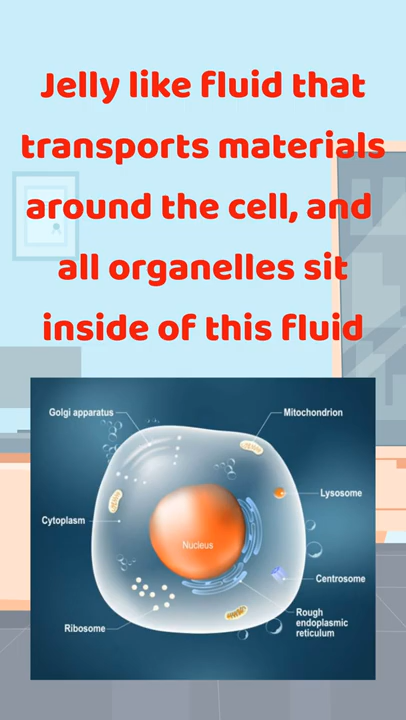 Jelly like fluid that
transports materials
around the cell, and
all organelles sit
inside of this fluid
Golgi apparatus
Mitochondrion
Lysosome
Cytoplasm
Nucleus
Centrosome
Ribosome
Rough
endoplasmic
reticulum